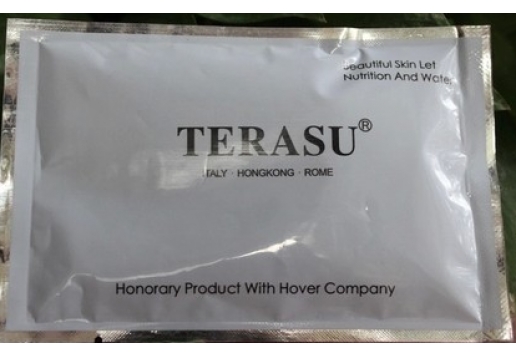 Beautiful Skin Let
Nutrition And Water
TERASU®
ITALY · HONGKONG · ROME
Honorary Product With Hover Company